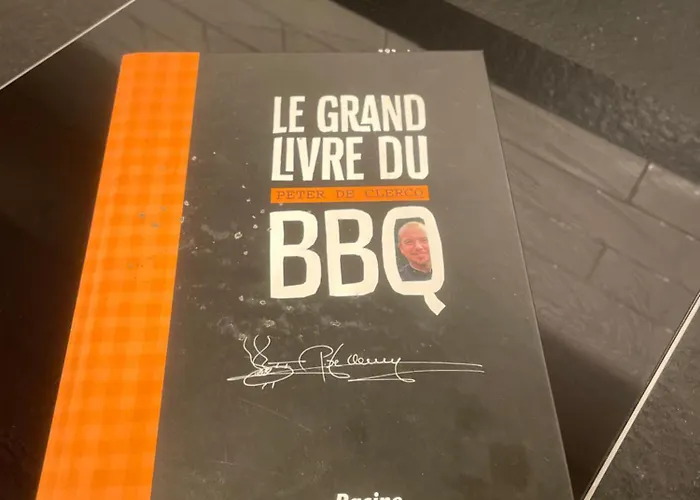 LE GRAND
LIVRE DU
PETER DE CLERCQ
BBQ
Racine